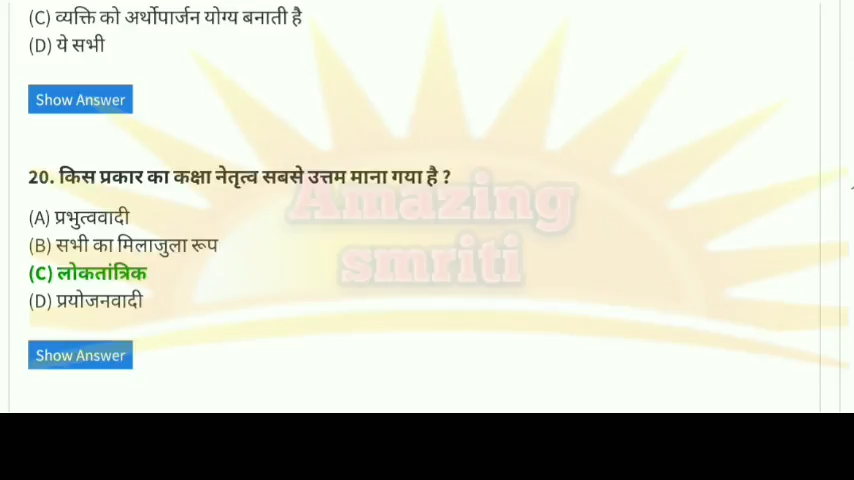 (C) व्यक्ति को अर्थोपार्जन योग्य बनाती है
(D) ये सभी
Show Answer
20. किस प्रकार का कक्षा नेतृत्व सबसे उत्तम माना गया है ?
(A) प्रभुत्ववादी
(B) सभी का मिलाजुला रूप
(C) लोकतांत्रिक
(D) प्रयोजनवादी
Show Answer
Amazing
smriti